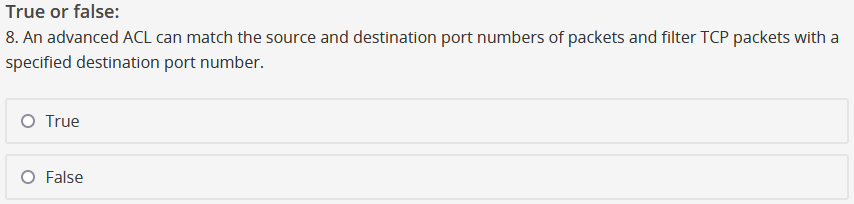 True or false:
8. An advanced ACL can match the source and destination port numbers of packets and filter TCP packets with a
specified destination port number.
True
False